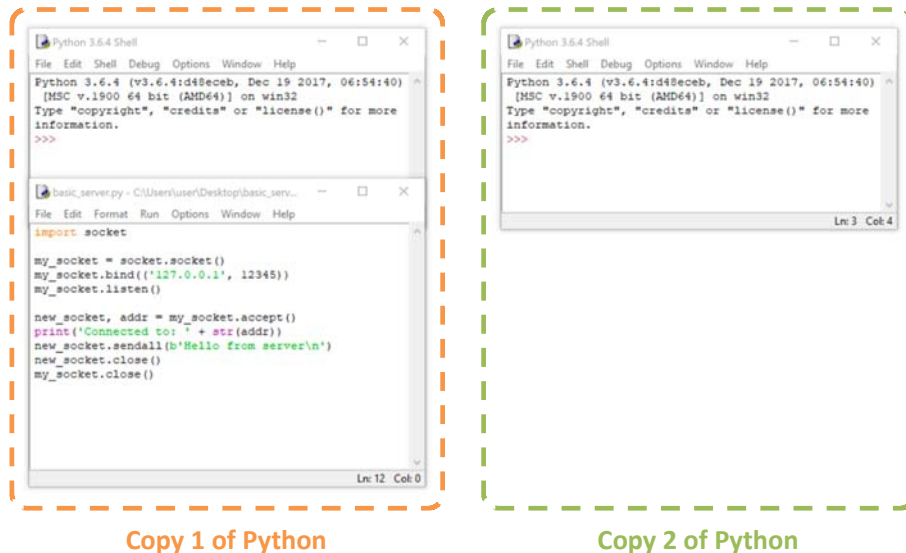 Python 3.6.4 Shell
File Edit Shell Debug Options Window Help
Python 3.6.4 (v3.6.4:d48eceb, Dec 19 2017, 06:54:40)
[MSC v.1900 64 bit (AMD64)] on win32
Type "copyright", "credits" or "license()" for more
information.
>>>
basic_server.py - C:\Users\user\Desktop\basic_serv...
File Edit Format Run Options Window Help
import socket
my_socket = socket.socket()
my_socket.bind(('127.0.0.1', 12345))
my_socket.listen()
new_socket, addr = my_socket.accept()
print('Connected to: ' + str(addr))
new_socket.sendall(b'Hello from server\n')
new_socket.close()
my_socket.close()
Ln: 12 Col: 0
Copy 1 of Python
Python 3.6.4 Shell
File Edit Shell Debug Options Window Help
Python 3.6.4 (v3.6.4:d48eceb, Dec 19 2017, 06:54:40)
[MSC v.1900 64 bit (AMD64)] on win32
Type "copyright", "credits" or "license()" for more
information.
>>>
Ln: 3 Col: 4
Copy 2 of Python